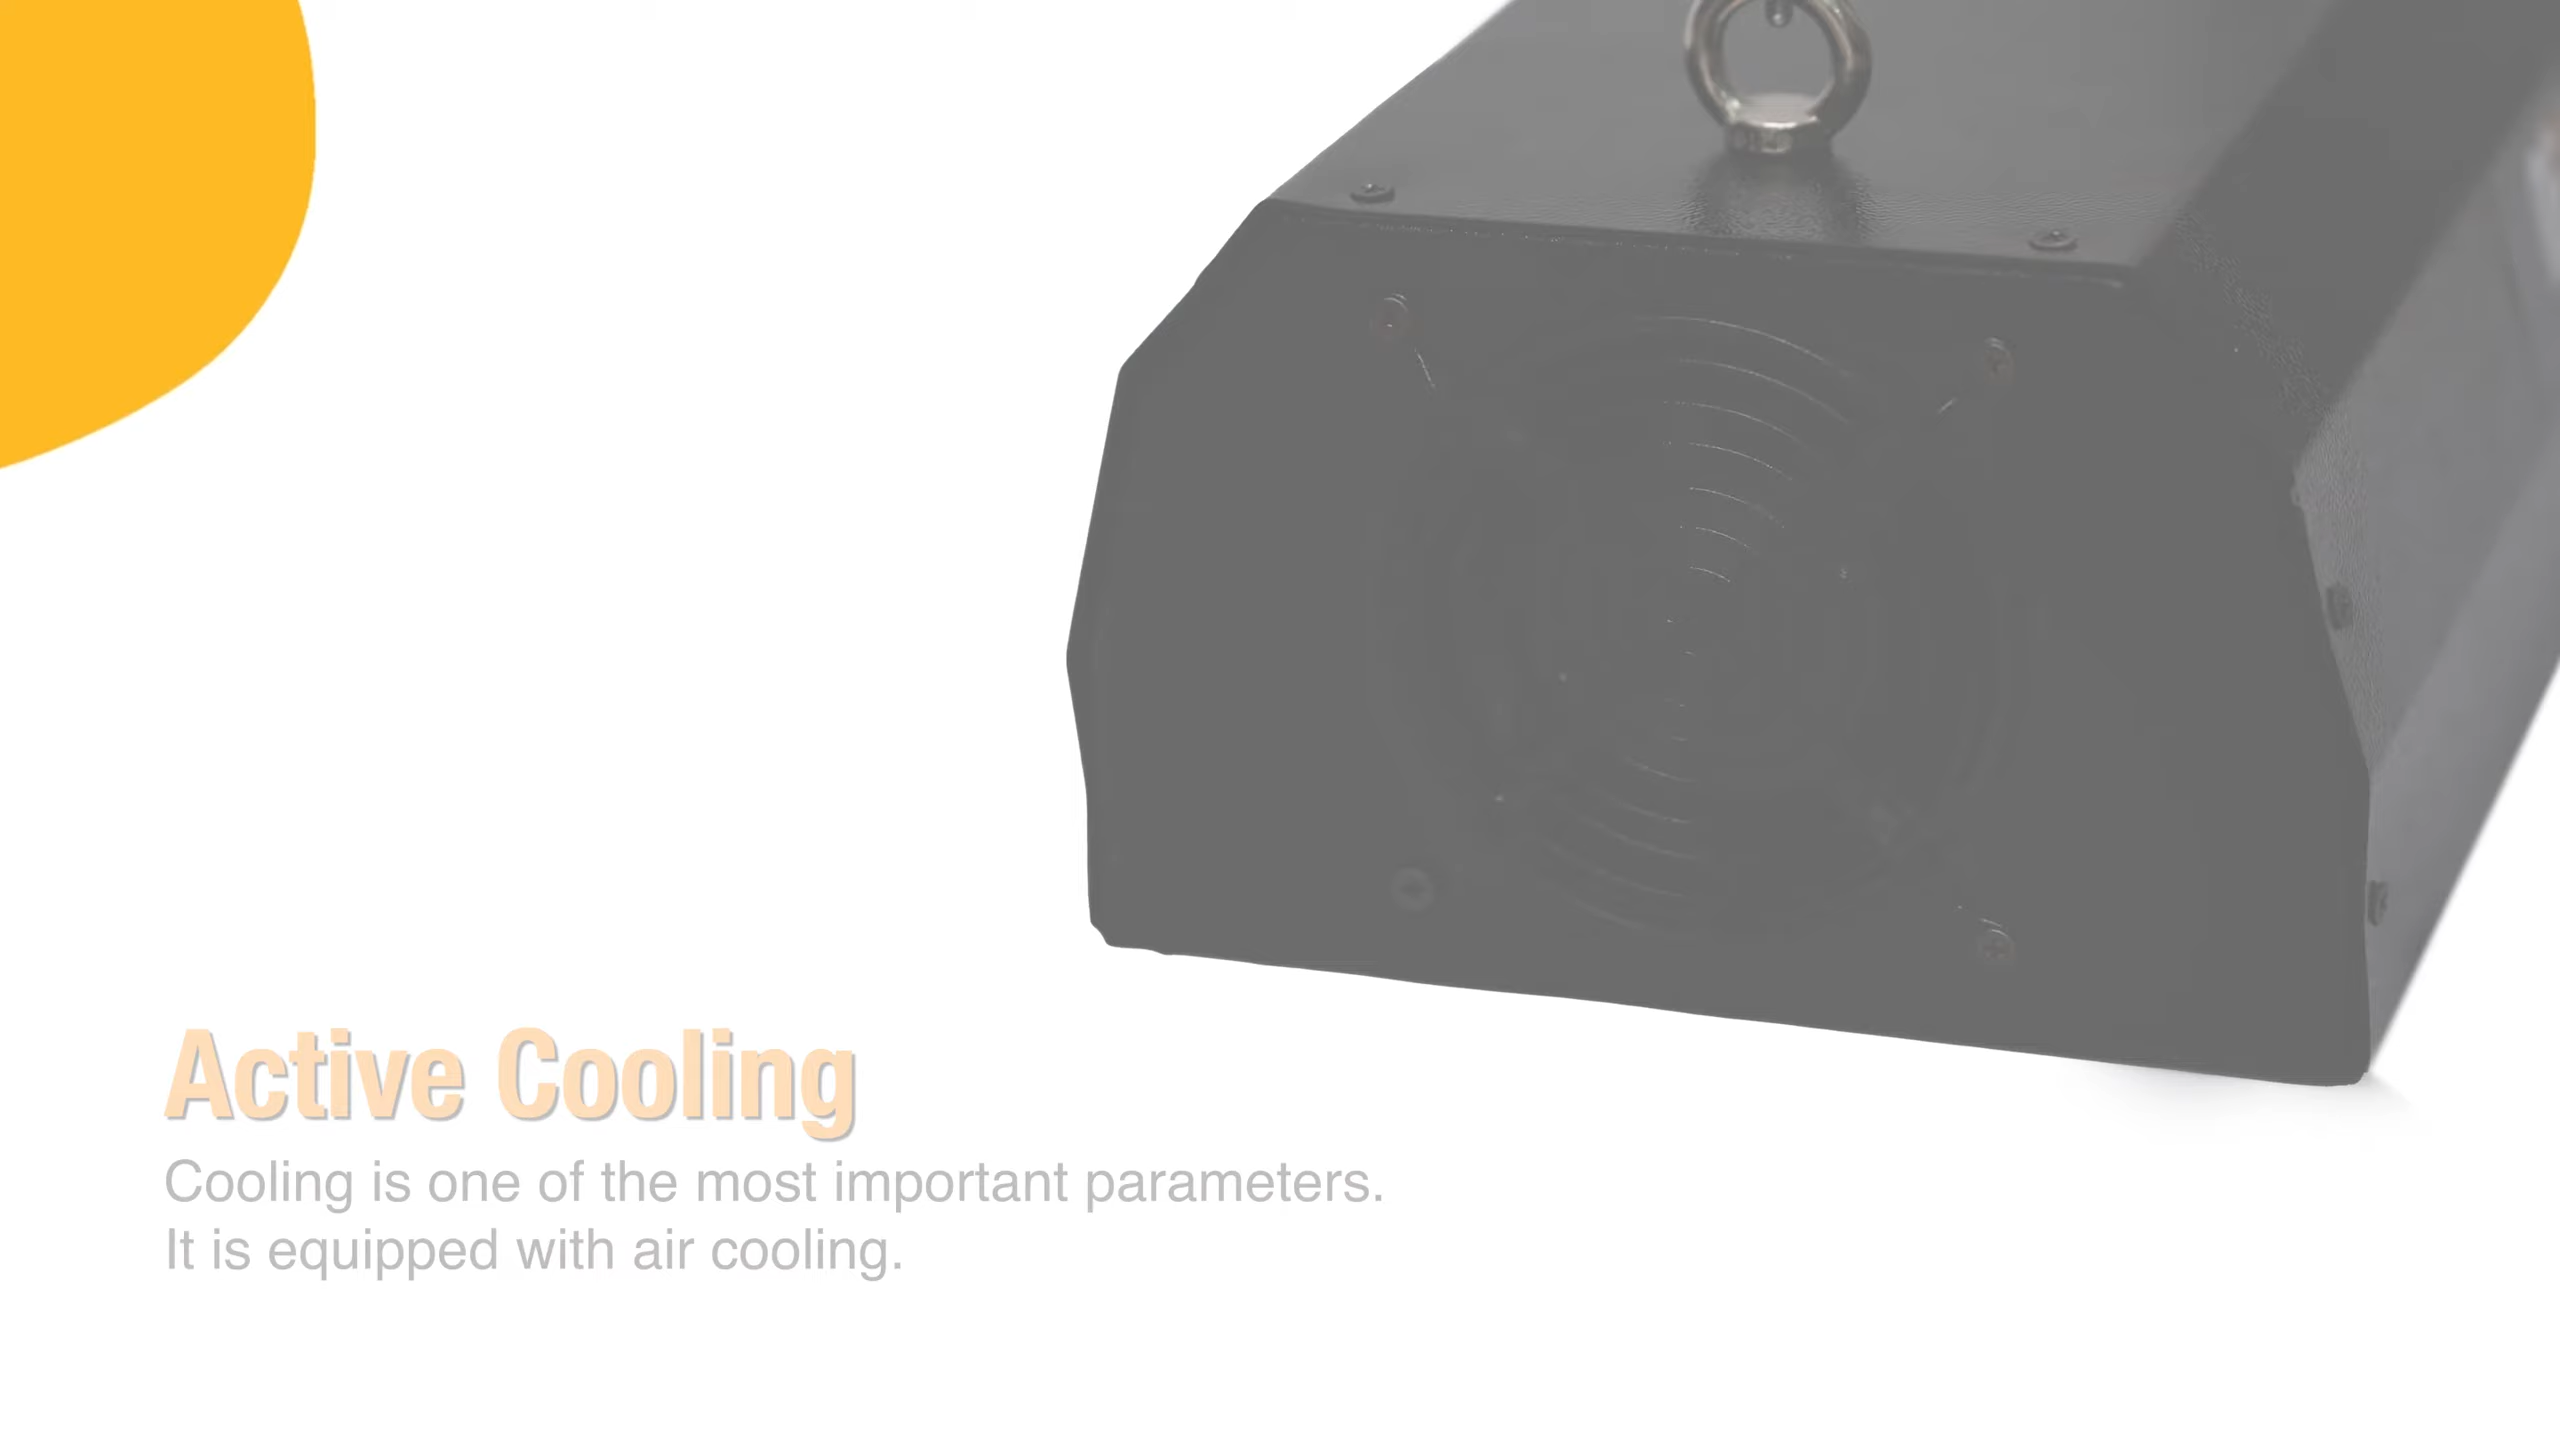 Active Cooling
Cooling is one of the most important parameters.
It is equipped with air cooling.